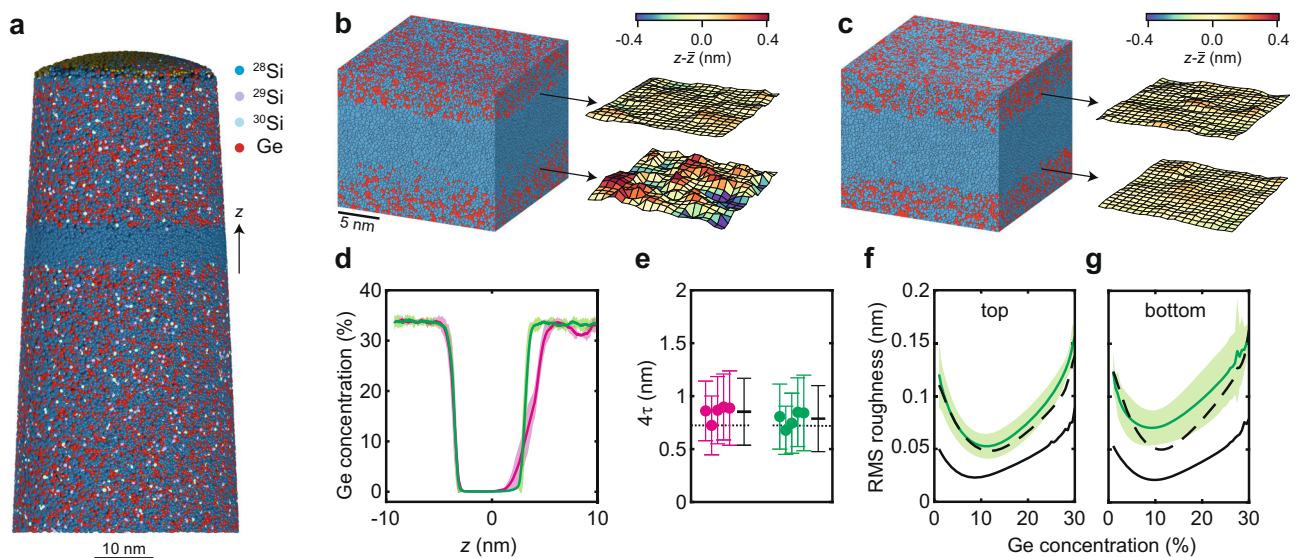 a
²⁸Si
²⁹Si
³⁰Si
Ge
z
10 nm
b
-0.4 0.0 0.4
z-z̅ (nm)
5 nm
c
-0.4 0.0 0.4
z-z̅ (nm)
d
Ge concentration (%)
40
30
20
10
0
-10 0 10
z (nm)
e
4τ (nm)
2
1.5
1
0.5
0
f
top
RMS roughness (nm)
0.2
0.15
0.1
0.05
0
0 10 20 30
g
bottom
0 10 20 30
Ge concentration (%)